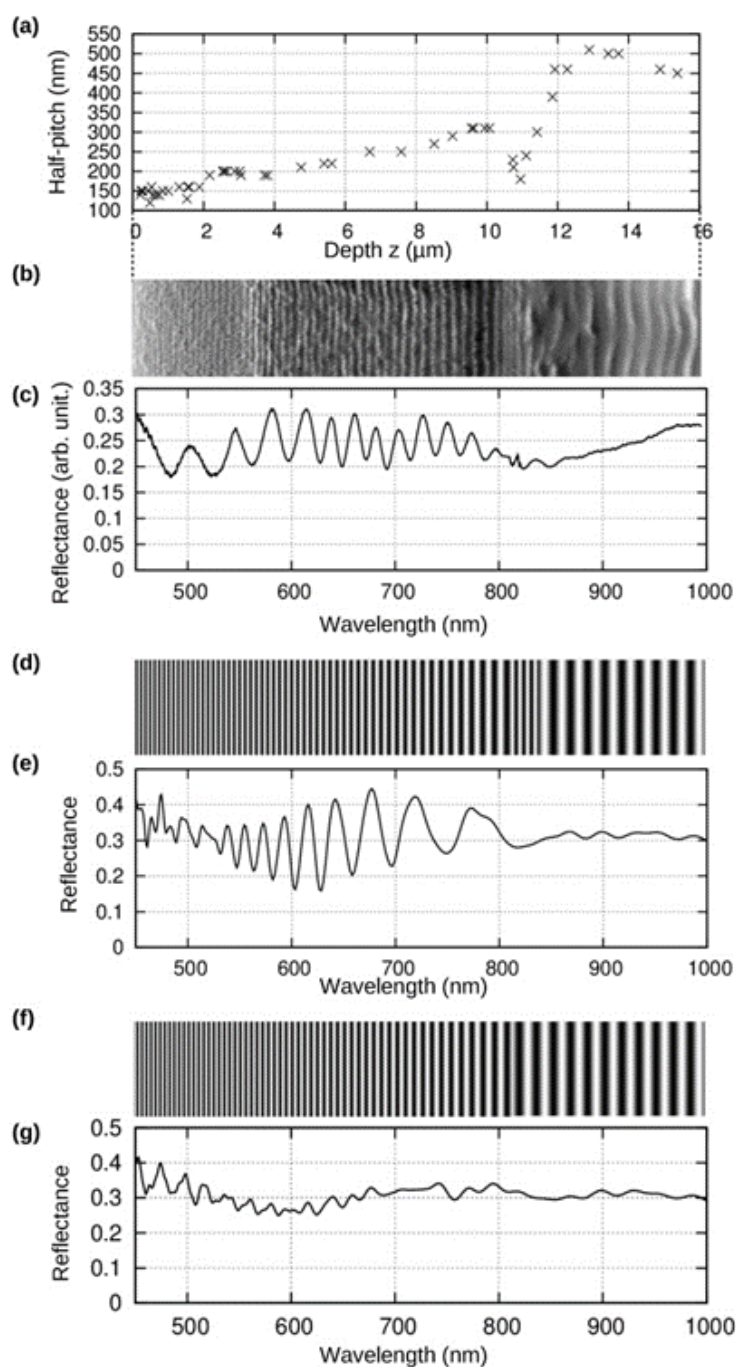 (a)
550
500
450
400
350
300
250
200
150
100
Half-pitch (nm)
0 2 4 6 8 10 12 14 16
Depth z (µm)
(b)
(c)
0.35
0.3
0.25
0.2
0.15
0.1
0.05
0
Reflectance (arb. unit.)
500 600 700 800 900 1000
Wavelength (nm)
(d)
(e)
0.5
0.4
0.3
0.2
0.1
0
Reflectance
500 600 700 800 900 1000
Wavelength (nm)
(f)
(g)
0.5
0.4
0.3
0.2
0.1
0
Reflectance
500 600 700 800 900 1000
Wavelength (nm)